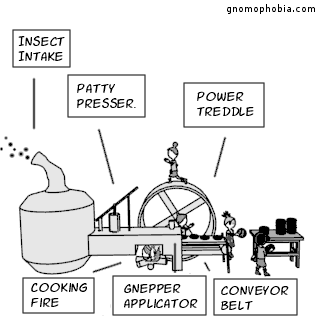 gnomophobia.com
INSECT
INTAKE
PATTY
PRESSER.
POWER
TREDDLE
COOKING
FIRE
GNEPPER
APPLICATOR
CONVEYOR
BELT